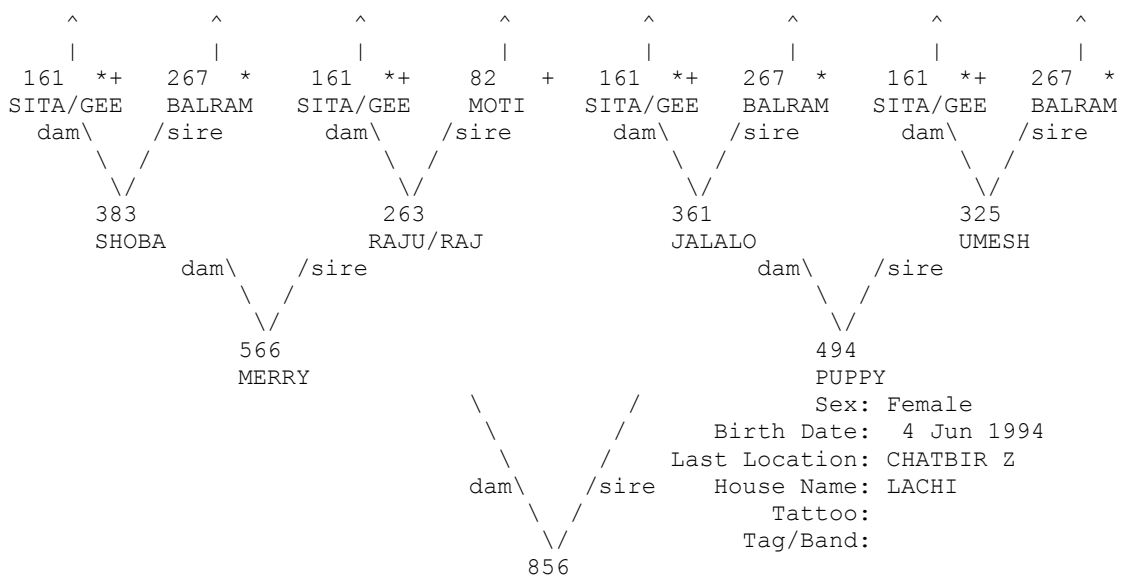 ^ ^ ^ ^ ^ ^ ^ ^
| | | | | | | |
161 *+ 267 * 161 *+ 82 + 161 *+ 267 * 161 *+ 267 *
SITA/GEE BALRAM SITA/GEE MOTI SITA/GEE BALRAM SITA/GEE BALRAM
dam\ /sire dam\ /sire dam\ /sire dam\ /sire
\ / \ / \ / \ /
\/ \/ \/ \/
383 263 361 325
SHOBA RAJU/RAJ JALALO UMESH
dam\ /sire dam\ /sire
\ / \ /
\/ \/
566 494
MERRY PUPPY
\ / Sex: Female
\ / Birth Date: 4 Jun 1994
\ / Last Location: CHATBIR Z
dam\ /sire House Name: LACHI
\ / Tattoo:
\/ Tag/Band:
856